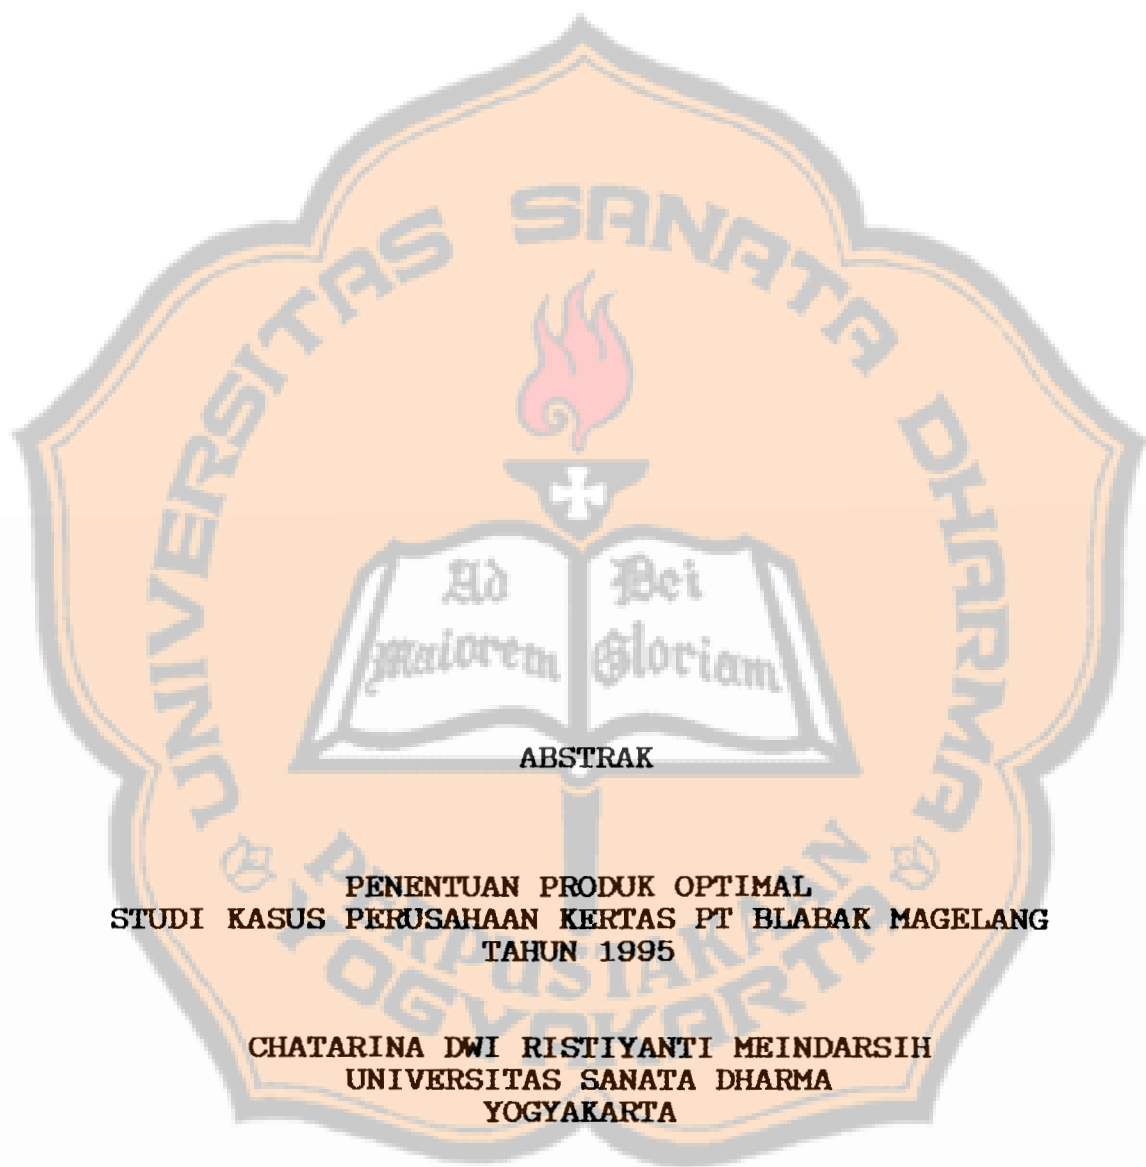 UNIVERSITAS SANATA DHARMA
Ad Dei
Maiorem Gloriam
ABSTRAK
PERPUSTAKAAN
YOGYAKARTA
PENENTUAN PRODUK OPTIMAL
STUDI KASUS PERUSAHAAN KERTAS PT BLABAK MAGELANG
TAHUN 1995
CHATARINA DWI RISTIYANTI MEINDARSIH
UNIVERSITAS SANATA DHARMA
YOGYAKARTA